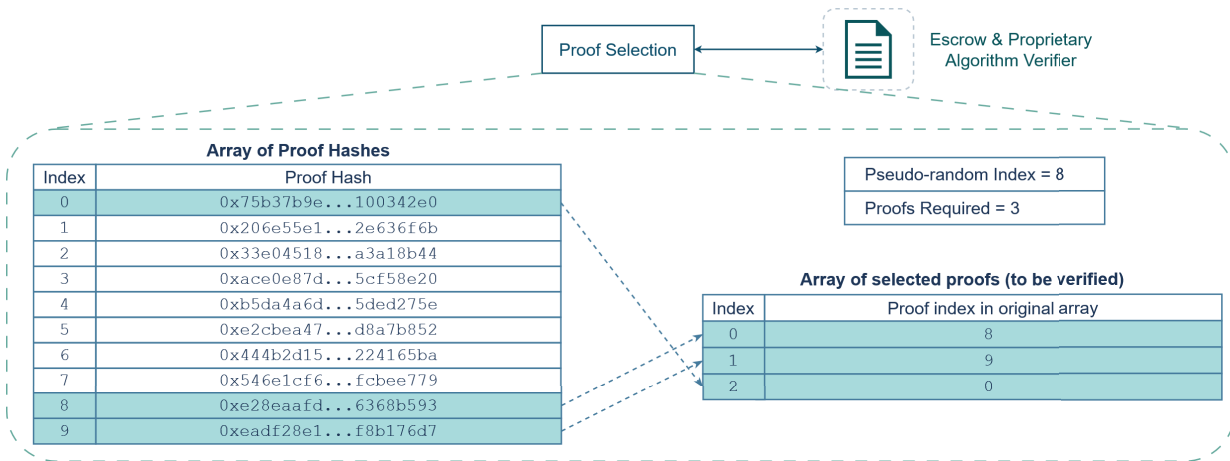 Proof Selection
Escrow & Proprietary
Algorithm Verifier
Array of Proof Hashes
Index Proof Hash
0 0x75b37b9e...100342e0
1 0x206e55e1...2e636f6b
2 0x33e04518...a3a18b44
3 0xace0e87d...5cf58e20
4 0xb5da4a6d...5ded275e
5 0xe2cbea47...d8a7b852
6 0x444b2d15...224165ba
7 0x546e1cf6...fcbee779
8 0xe28eaafd...6368b593
9 0xeadf28e1...f8b176d7
Pseudo-random Index = 8
Proofs Required = 3
Array of selected proofs (to be verified)
Index Proof index in original array
0 8
1 9
2 0